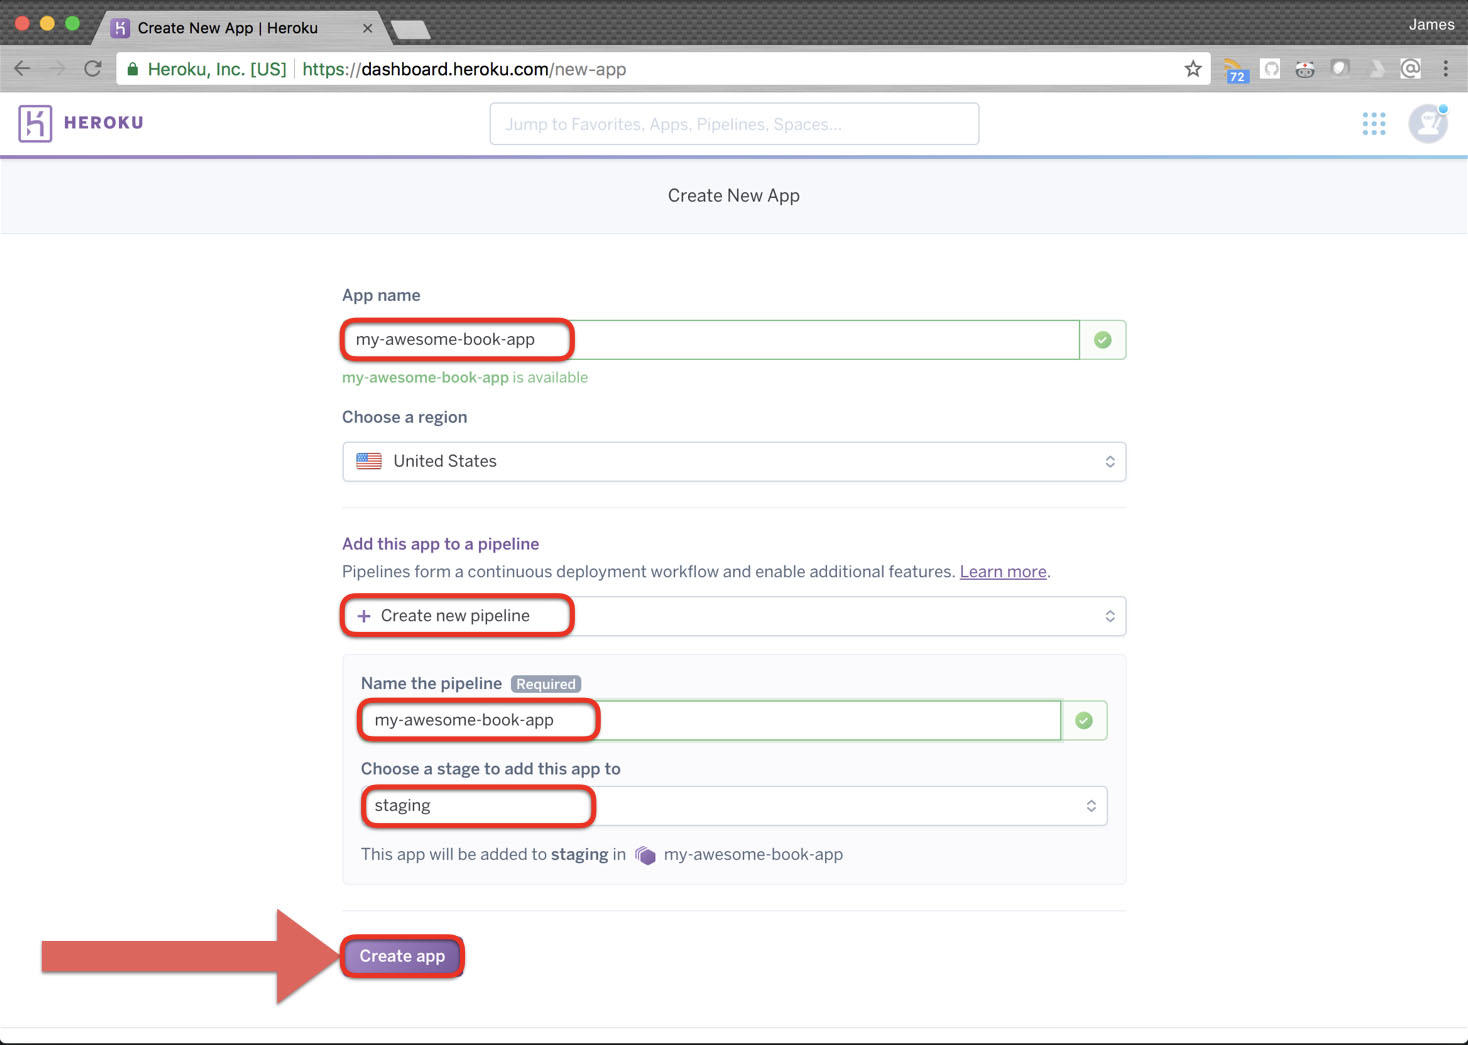 Create New App | Heroku
James
Heroku, Inc. [US] https://dashboard.heroku.com/new-app
72
HEROKU
Jump to Favorites, Apps, Pipelines, Spaces...
Create New App
App name
my-awesome-book-app
my-awesome-book-app is available
Choose a region
United States
Add this app to a pipeline
Pipelines form a continuous deployment workflow and enable additional features. Learn more.
+ Create new pipeline
Name the pipeline Required
my-awesome-book-app
Choose a stage to add this app to
staging
This app will be added to staging in my-awesome-book-app
Create app